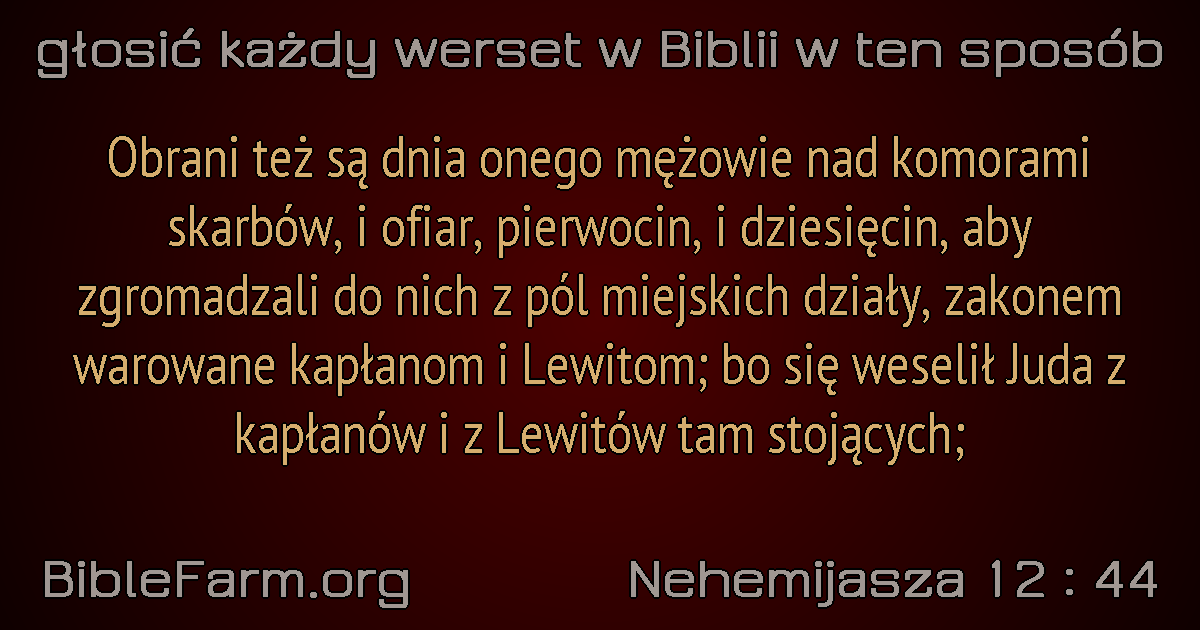 głosić każdy werset w Biblii w ten sposób
Obrani też są dnia onego mężowie nad komorami
skarbów, i ofiar, pierwocin, i dziesięcin, aby
zgromadzali do nich z pól miejskich działy, zakonem
warowane kapłanom i Lewitom; bo się weselił Juda z
kapłanów i z Lewitów tam stojących;
BibleFarm.org
Nehemijasza 12 : 44